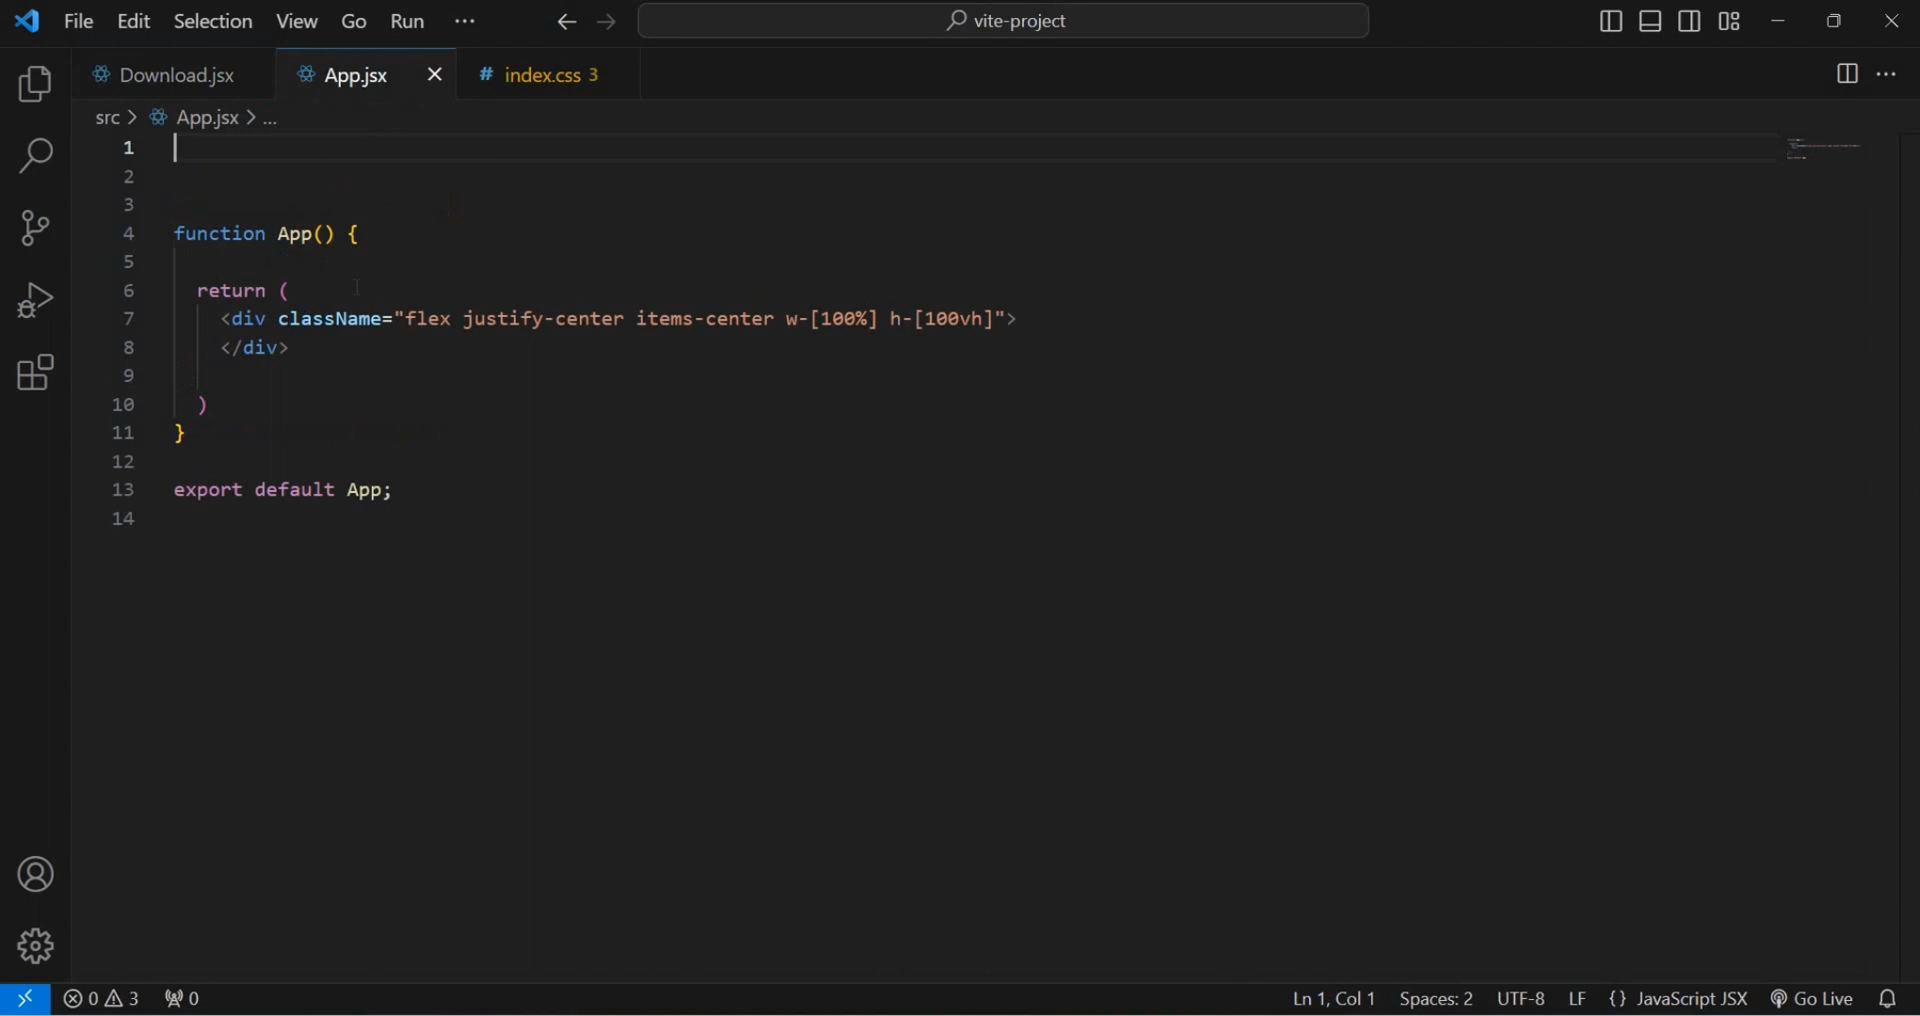 File Edit Selection View Go Run ··· vite-project
Download.jsx App.jsx # index.css 3 ···
src > App.jsx > ...
1
2
3
4 function App() {
5
6 return (
7 <div className="flex justify-center items-center w-[100%] h-[100vh]">
8 </div>
9
10 )
11 }
12
13 export default App;
14
0 3 0 Ln 1, Col 1 Spaces: 2 UTF-8 LF {} JavaScript JSX Go Live